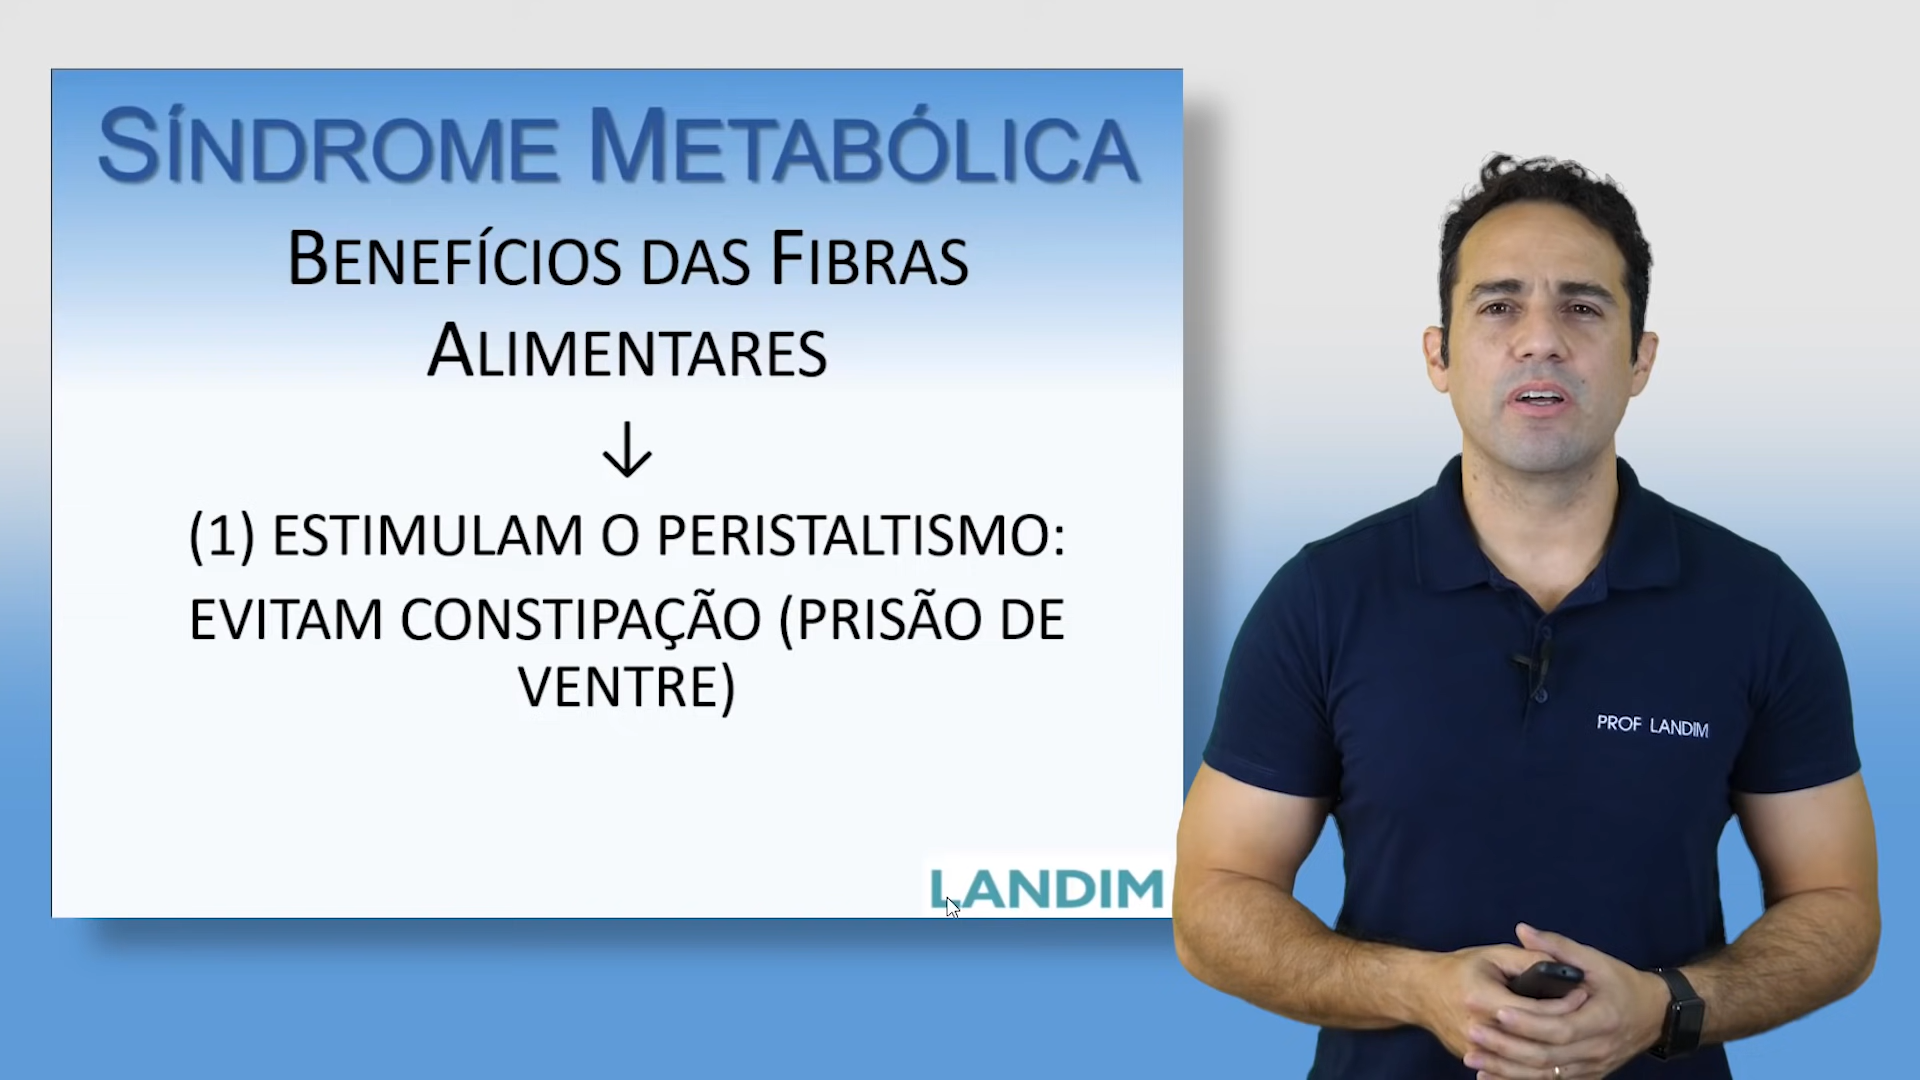 SÍNDROME METABÓLICA
BENEFÍCIOS DAS FIBRAS
ALIMENTARES
↓
(1) ESTIMULAM O PERISTALTISMO:
EVITAM CONSTIPAÇÃO (PRISÃO DE
VENTRE)
LANDIM
PROF LANDIM